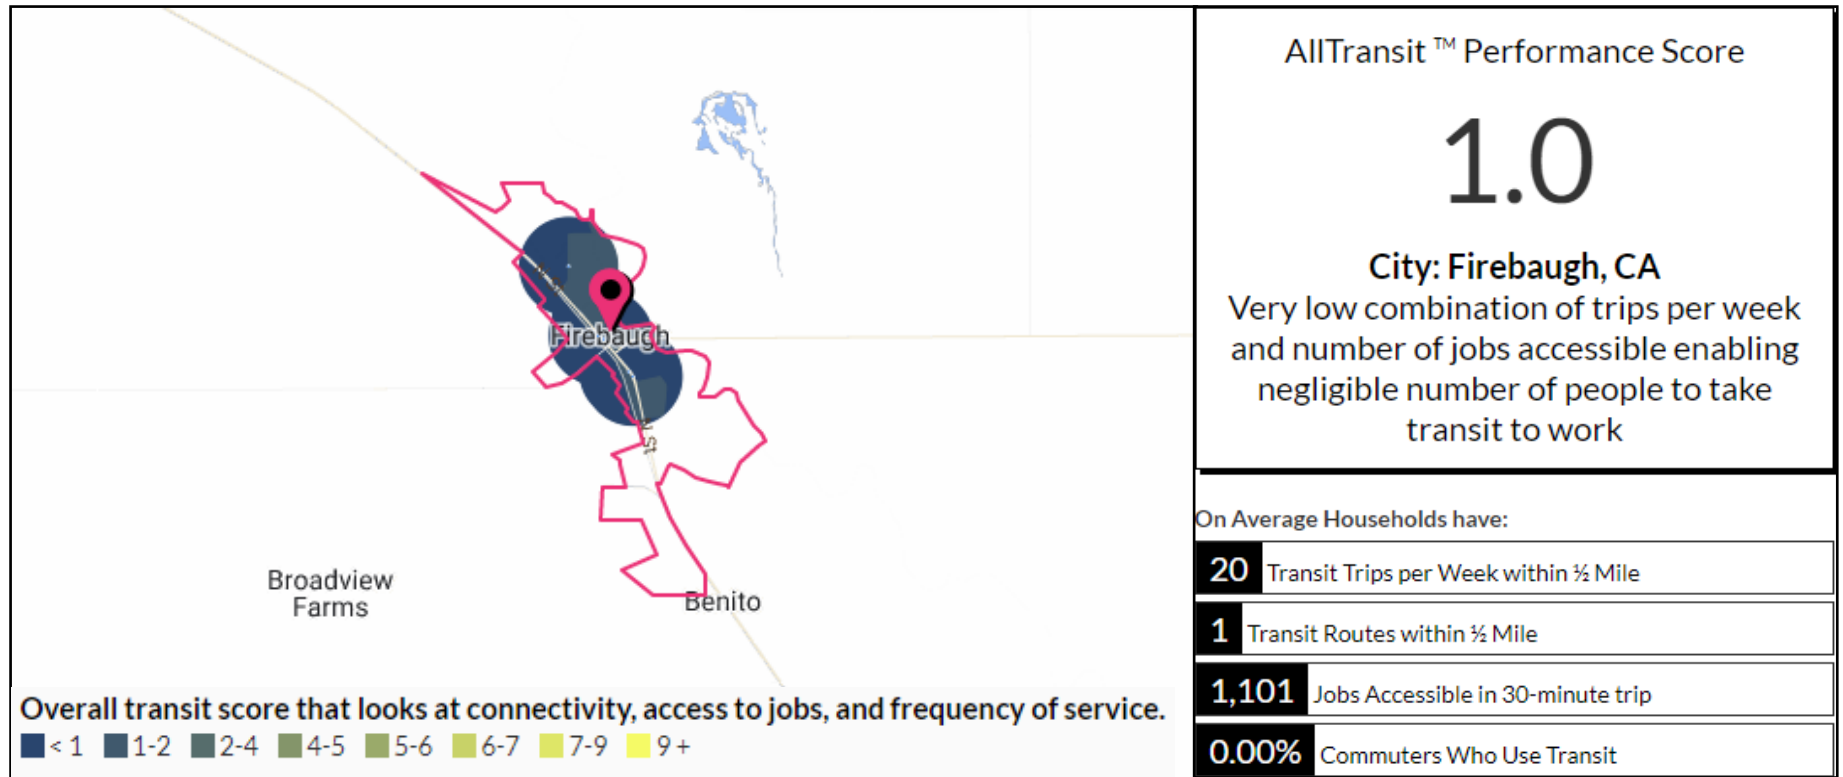 AllTransit ™ Performance Score
1.0
City: Firebaugh, CA
Very low combination of trips per week
and number of jobs accessible enabling
negligible number of people to take
transit to work
On Average Households have:
20 Transit Trips per Week within ½ Mile
1 Transit Routes within ½ Mile
1,101 Jobs Accessible in 30-minute trip
0.00% Commuters Who Use Transit
Firebaugh
N St
Broadview
Farms
Benito
Overall transit score that looks at connectivity, access to jobs, and frequency of service.
< 1 1-2 2-4 4-5 5-6 6-7 7-9 9 +